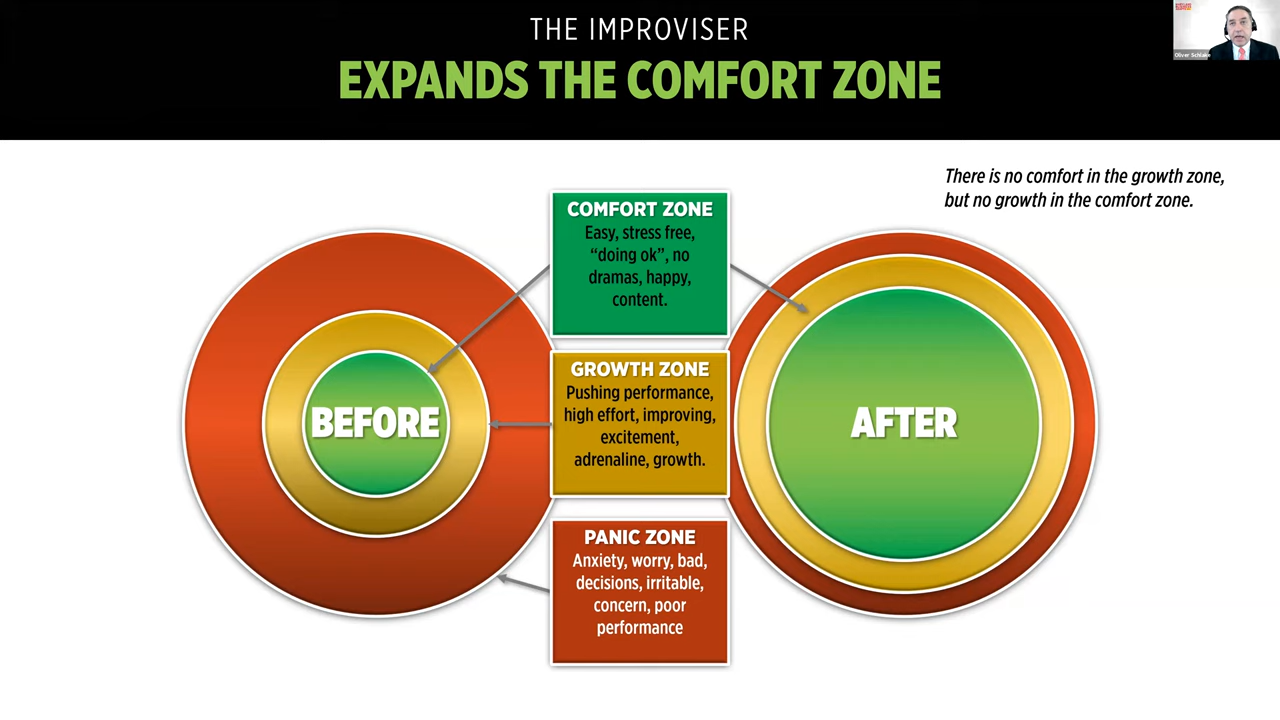 THE IMPROVISER
EXPANDS THE COMFORT ZONE
Oliver Schlake
There is no comfort in the growth zone,
but no growth in the comfort zone.
COMFORT ZONE
Easy, stress free,
“doing ok”, no
dramas, happy,
content.
GROWTH ZONE
Pushing performance,
high effort, improving,
excitement,
adrenaline, growth.
PANIC ZONE
Anxiety, worry, bad,
decisions, irritable,
concern, poor
performance
BEFORE
AFTER